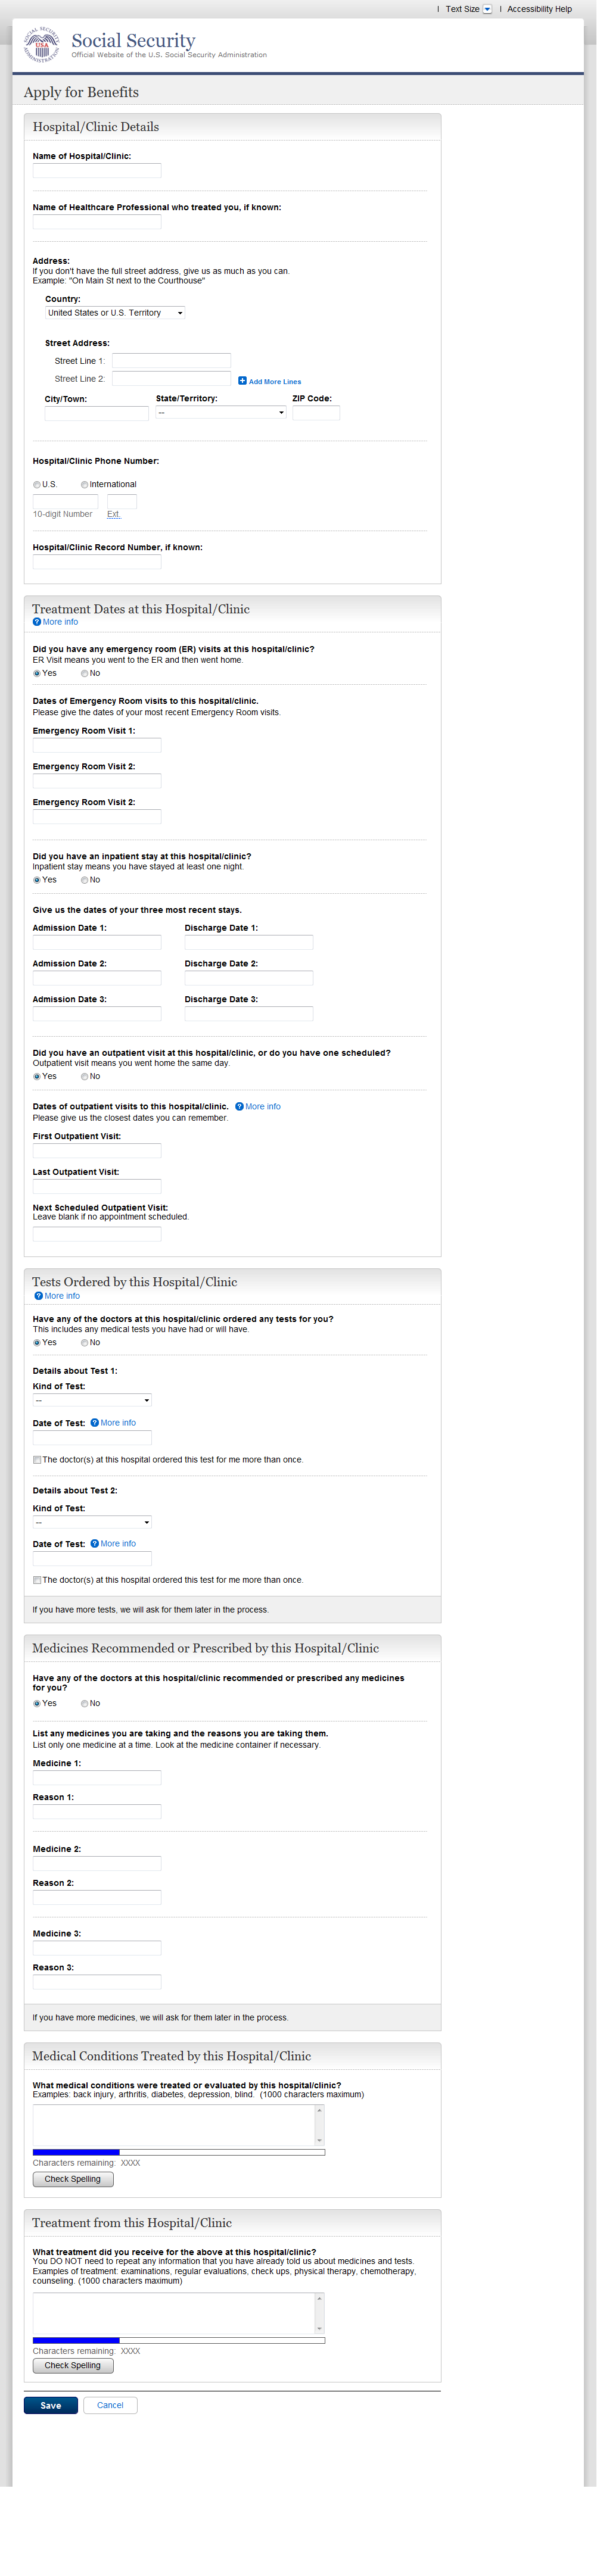 Text Size
Accessibility Help
SOCIAL SECURITY ADMINISTRATION
USA
Social Security
Official Website of the U.S. Social Security Administration
Apply for Benefits
Hospital/Clinic Details
Name of Hospital/Clinic:
Name of Healthcare Professional who treated you, if known:
Address:
If you don't have the full street address, give us as much as you can.
Example: "On Main St next to the Courthouse"
Country:
United States or U.S. Territory
Street Address:
Street Line 1:
Street Line 2:
Add More Lines
City/Town: State/Territory: ZIP Code:
--
Hospital/Clinic Phone Number:
U.S. International
10-digit Number Ext.
Hospital/Clinic Record Number, if known:
Treatment Dates at this Hospital/Clinic
? More info
Did you have any emergency room (ER) visits at this hospital/clinic?
ER Visit means you went to the ER and then went home.
Yes No
Dates of Emergency Room visits to this hospital/clinic.
Please give the dates of your most recent Emergency Room visits.
Emergency Room Visit 1:
Emergency Room Visit 2:
Emergency Room Visit 2:
Did you have an inpatient stay at this hospital/clinic?
Inpatient stay means you have stayed at least one night.
Yes No
Give us the dates of your three most recent stays.
Admission Date 1: Discharge Date 1:
Admission Date 2: Discharge Date 2:
Admission Date 3: Discharge Date 3:
Did you have an outpatient visit at this hospital/clinic, or do you have one scheduled?
Outpatient visit means you went home the same day.
Yes No
Dates of outpatient visits to this hospital/clinic. ? More info
Please give us the closest dates you can remember.
First Outpatient Visit:
Last Outpatient Visit:
Next Scheduled Outpatient Visit:
Leave blank if no appointment scheduled.
Tests Ordered by this Hospital/Clinic
? More info
Have any of the doctors at this hospital/clinic ordered any tests for you?
This includes any medical tests you have had or will have.
Yes No
Details about Test 1:
Kind of Test:
--
Date of Test: ? More info
The doctor(s) at this hospital ordered this test for me more than once.
Details about Test 2:
Kind of Test:
--
Date of Test: ? More info
The doctor(s) at this hospital ordered this test for me more than once.
If you have more tests, we will ask for them later in the process.
Medicines Recommended or Prescribed by this Hospital/Clinic
Have any of the doctors at this hospital/clinic recommended or prescribed any medicines
for you?
Yes No
List any medicines you are taking and the reasons you are taking them.
List only one medicine at a time. Look at the medicine container if necessary.
Medicine 1:
Reason 1:
Medicine 2:
Reason 2:
Medicine 3:
Reason 3:
If you have more medicines, we will ask for them later in the process.
Medical Conditions Treated by this Hospital/Clinic
What medical conditions were treated or evaluated by this hospital/clinic?
Examples: back injury, arthritis, diabetes, depression, blind. (1000 characters maximum)
Characters remaining: XXXX
Check Spelling
Treatment from this Hospital/Clinic
What treatment did you receive for the above at this hospital/clinic?
You DO NOT need to repeat any information that you have already told us about medicines and tests.
Examples of treatment: examinations, regular evaluations, check ups, physical therapy, chemotherapy,
counseling. (1000 characters maximum)
Characters remaining: XXXX
Check Spelling
Save Cancel